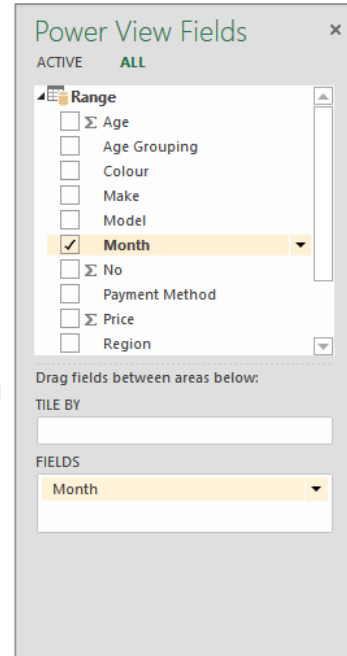 Power View Fields ×
ACTIVE ALL
Range
Σ Age
Age Grouping
Colour
Make
Model
Month
Σ No
Payment Method
Σ Price
Region
Drag fields between areas below:
TILE BY
FIELDS
Month